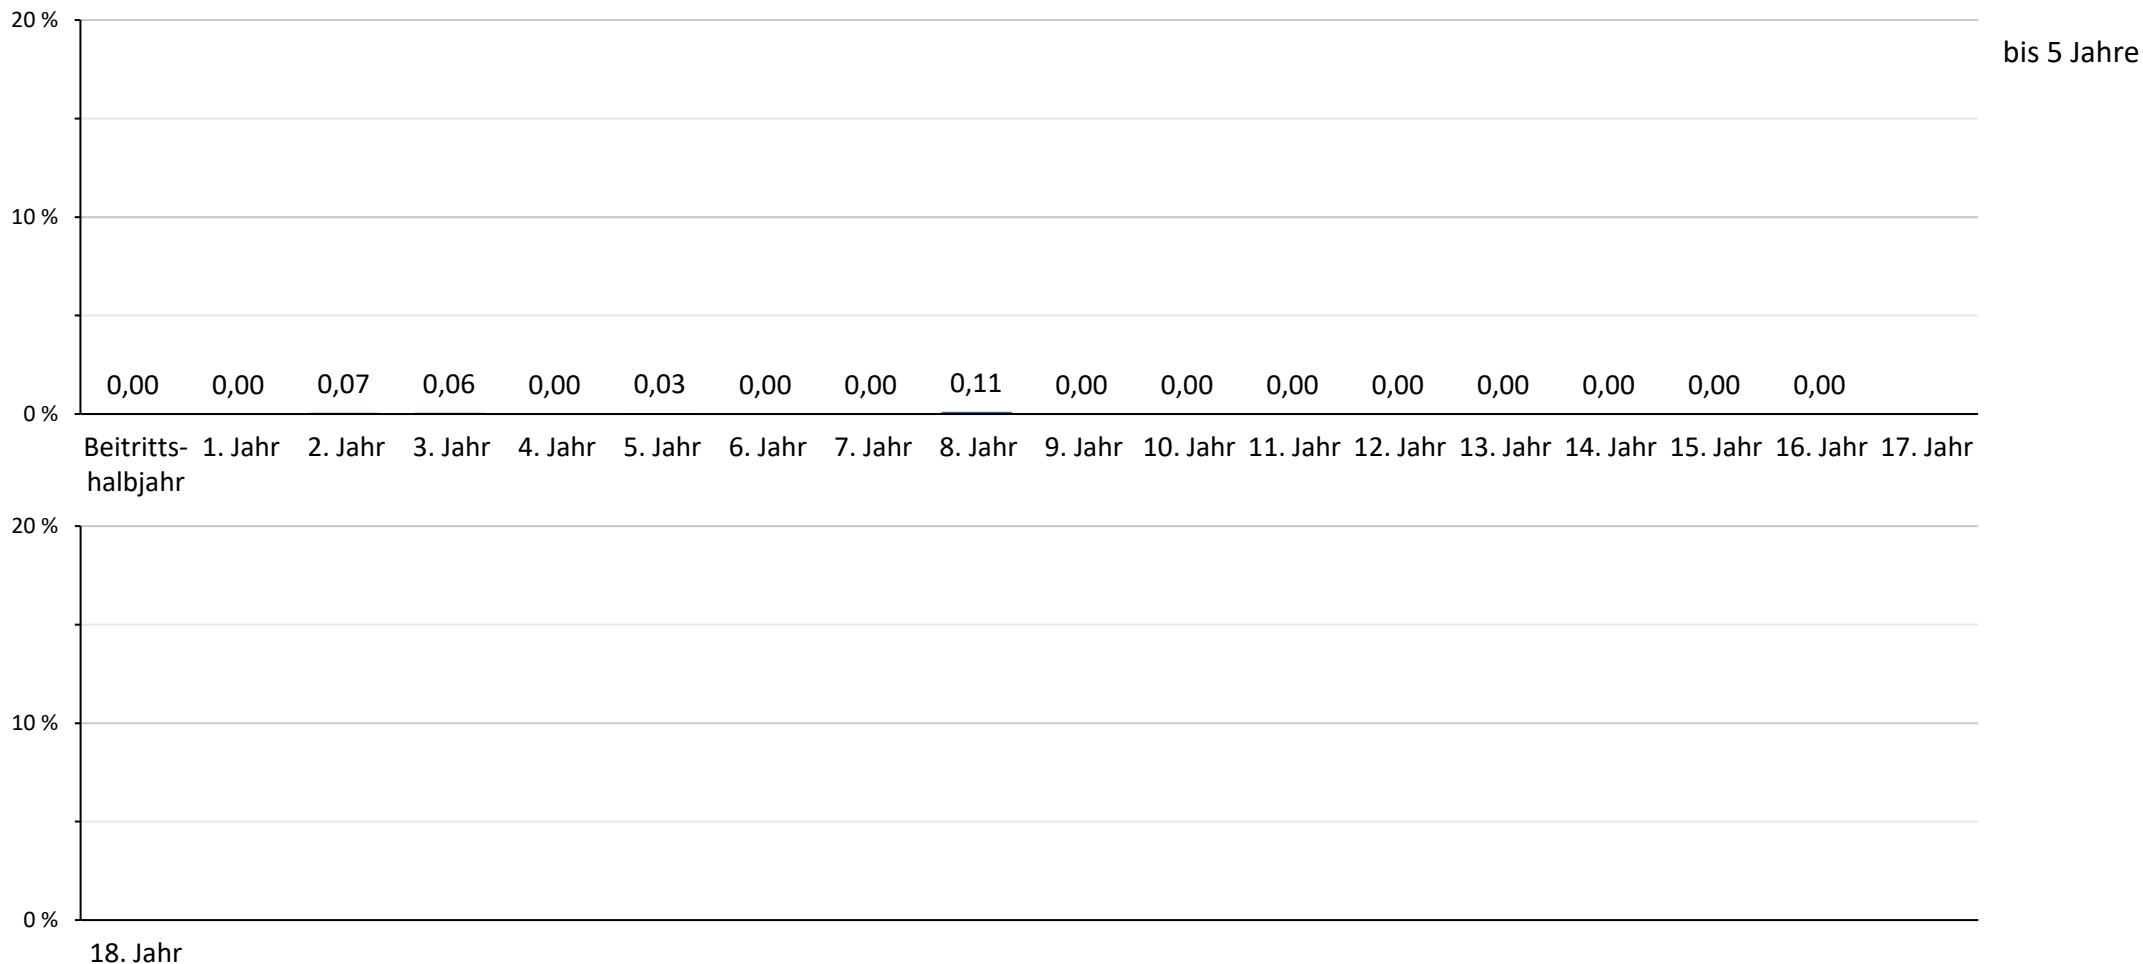 20 %
bis 5 Jahre
10 %
0,00 0,00 0,07 0,06 0,00 0,03 0,00 0,00 0,11 0,00 0,00 0,00 0,00 0,00 0,00 0,00 0,00
0 %
Beitritts- 1. Jahr 2. Jahr 3. Jahr 4. Jahr 5. Jahr 6. Jahr 7. Jahr 8. Jahr 9. Jahr 10. Jahr 11. Jahr 12. Jahr 13. Jahr 14. Jahr 15. Jahr 16. Jahr 17. Jahr
halbjahr
20 %
10 %
0 %
18. Jahr